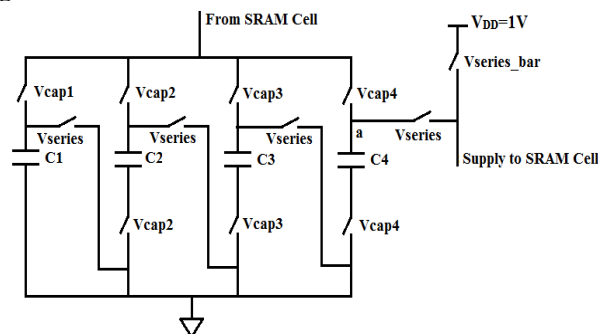 From SRAM Cell
VDD=1V
Vseries_bar
Vcap1
Vcap2
Vcap3
Vcap4
Vseries
Vseries
Vseries
a
Vseries
C1
C2
C3
C4
Supply to SRAM Cell
Vcap2
Vcap3
Vcap4